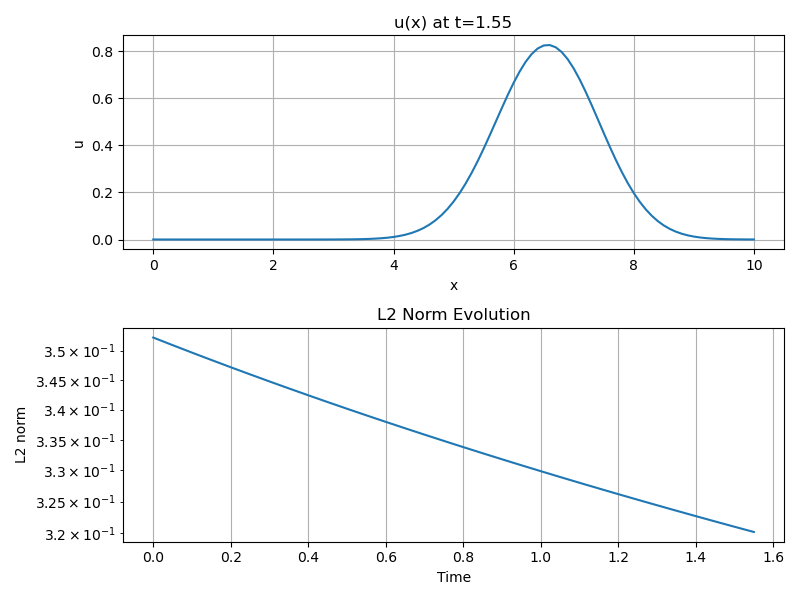 u(x) at t=1.55
u
0.8
0.6
0.4
0.2
0.0
0 2 4 6 8 10
x
L2 Norm Evolution
L2 norm
3.5 × 10⁻¹
3.45 × 10⁻¹
3.4 × 10⁻¹
3.35 × 10⁻¹
3.3 × 10⁻¹
3.25 × 10⁻¹
3.2 × 10⁻¹
0.0 0.2 0.4 0.6 0.8 1.0 1.2 1.4 1.6
Time